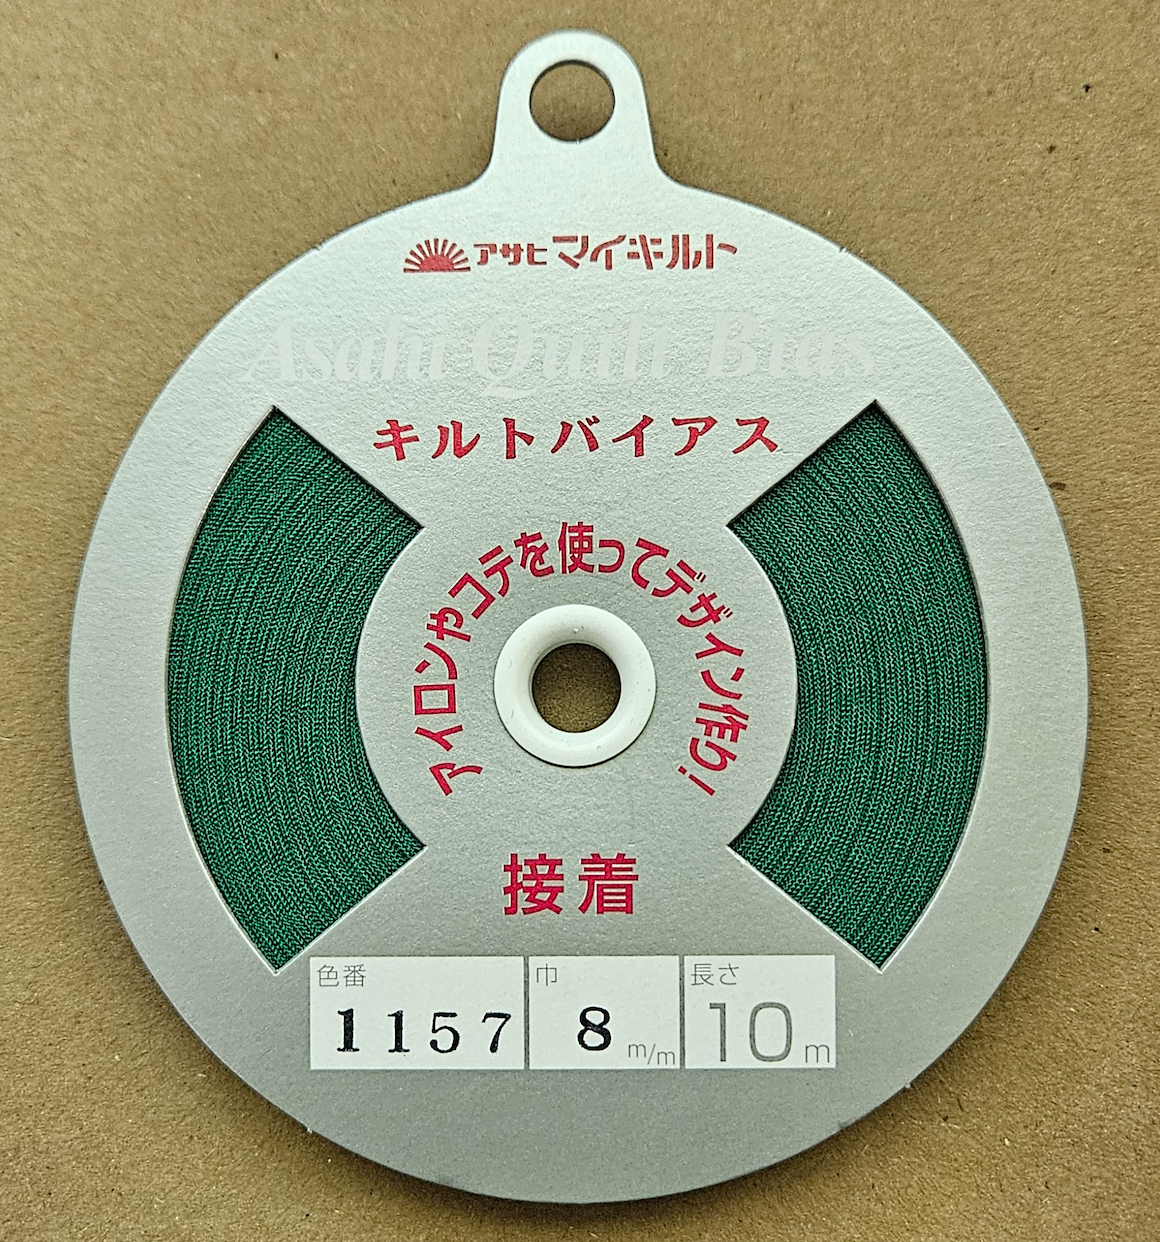 アサヒマイキルト
Asahi Quilt Bias
キルトバイアス
アイロンやコテを使ってデザイン作り!
接着
色番 巾 長さ
1157 8 m/m 10 m